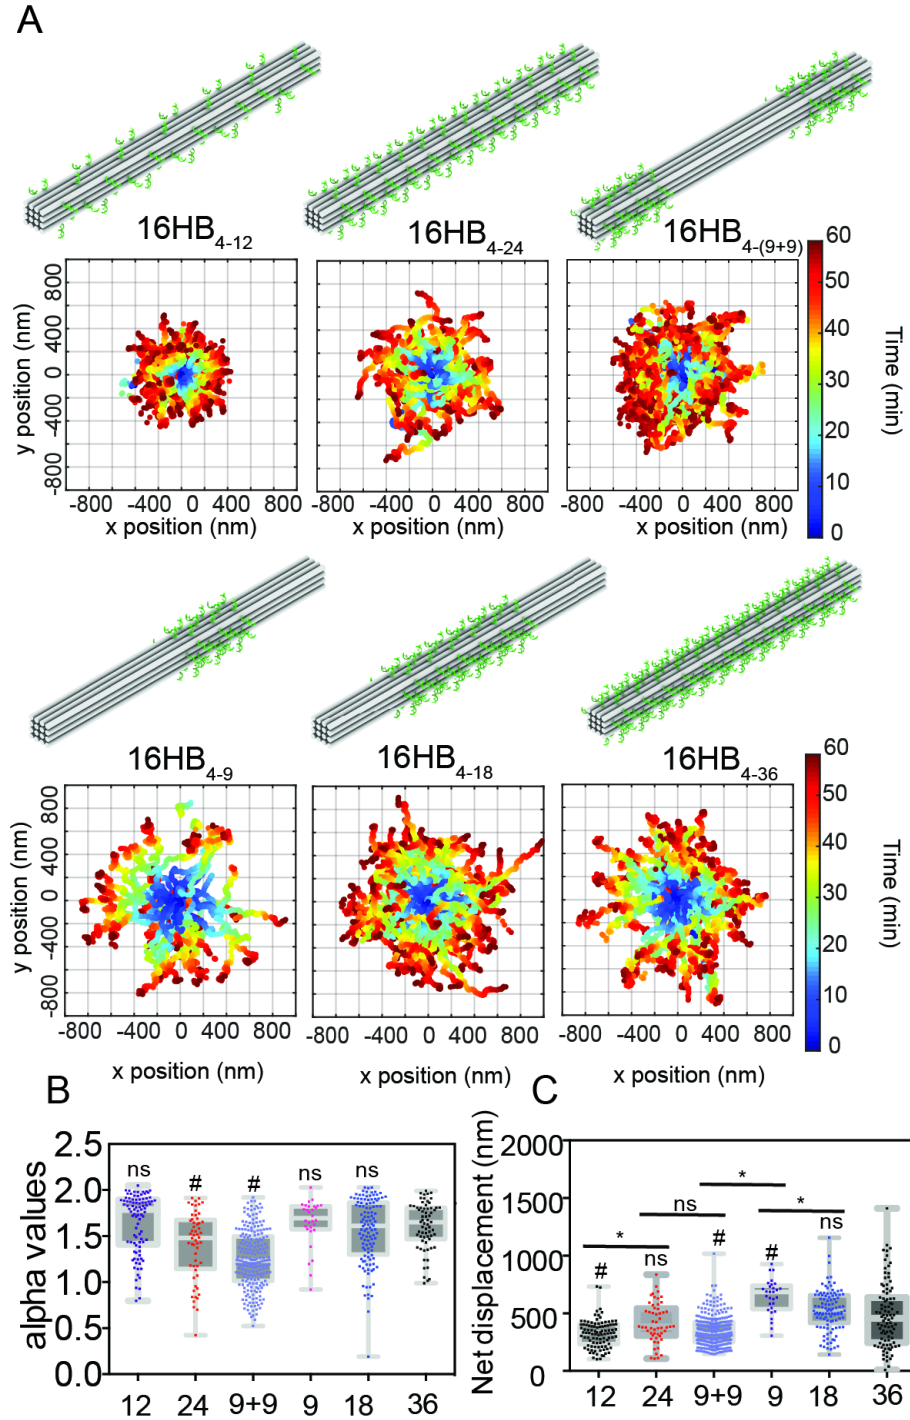 A
16HB4-12
16HB4-24
16HB4-(9+9)
800
400
0
-400
-800
y position (nm)
-800 -400 0 400 800
-800 -400 0 400 800
-800 -400 0 400 800
x position (nm)
x position (nm)
x position (nm)
60
50
40
30
20
10
0
Time (min)
16HB4-9
16HB4-18
16HB4-36
800
400
0
-400
-800
y position (nm)
-800 -400 0 400 800
-800 -400 0 400 800
-800 -400 0 400 800
x position (nm)
x position (nm)
x position (nm)
60
50
40
30
20
10
0
Time (min)
B
alpha values
2.5
2.0
1.5
1.0
0.5
0.0
ns # # ns ns
12 24 9+9 9 18 36
C
Net displacement (nm)
2000
1500
1000
500
0
* ns * *
# ns # # ns
12 24 9+9 9 18 36